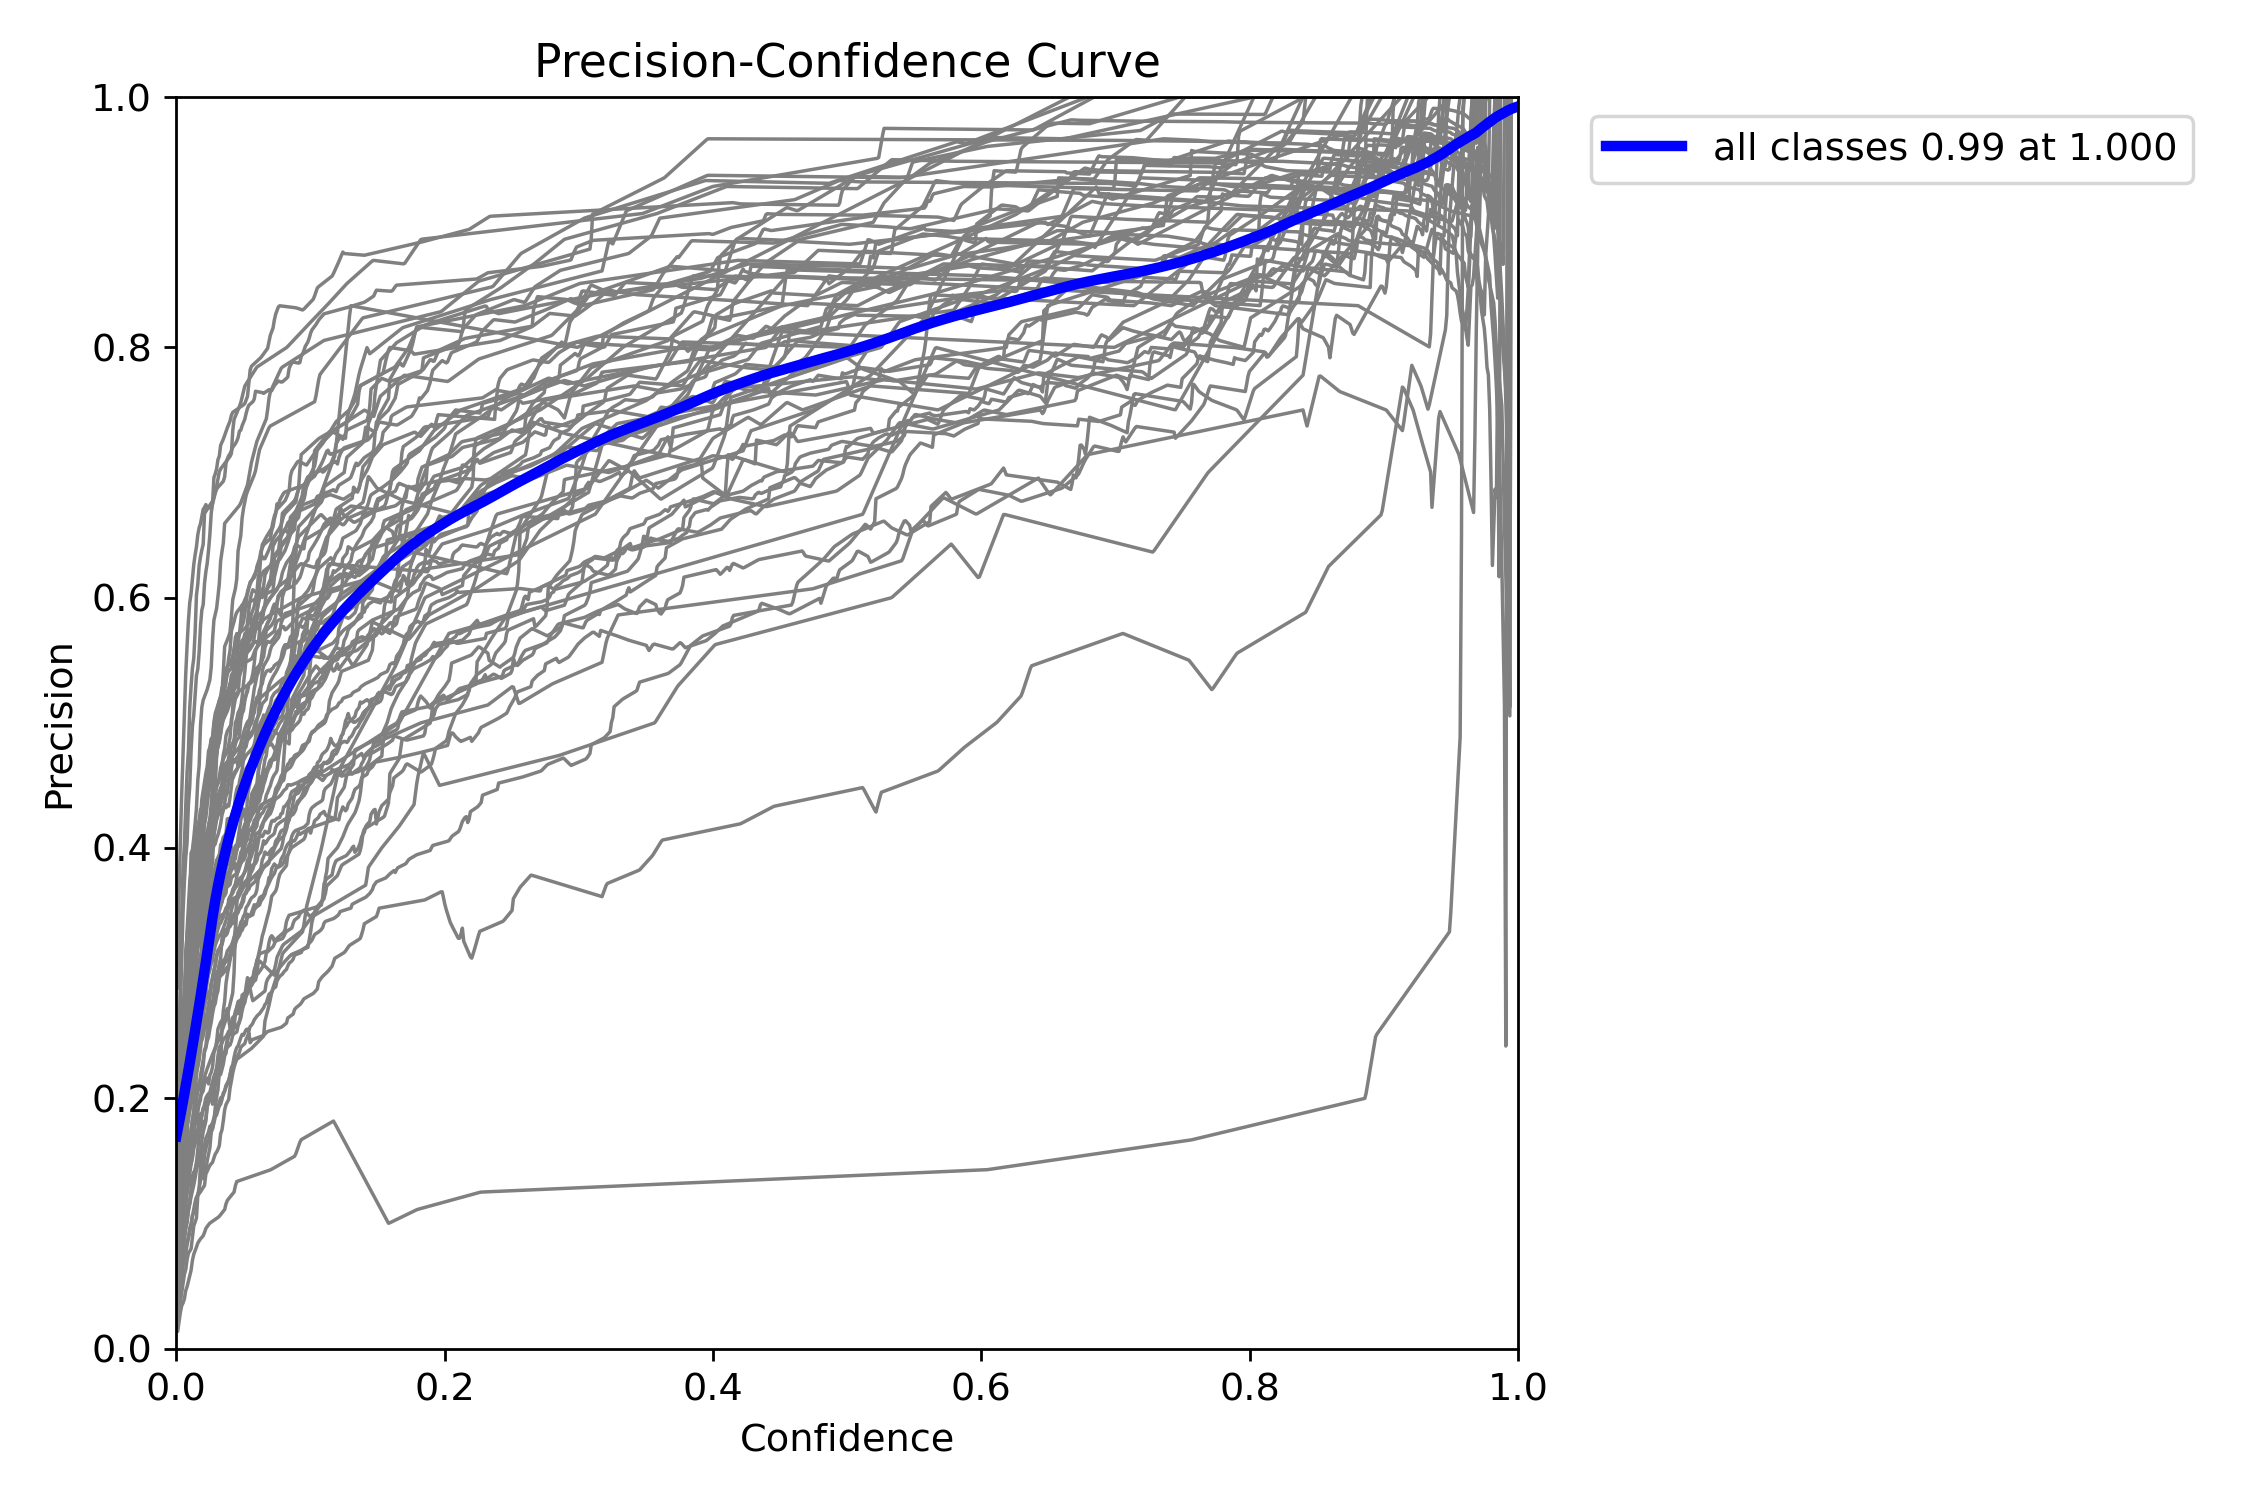 Precision-Confidence Curve
all classes 0.99 at 1.000
Precision
1.0
0.8
0.6
0.4
0.2
0.0
0.0 0.2 0.4 0.6 0.8 1.0
Confidence